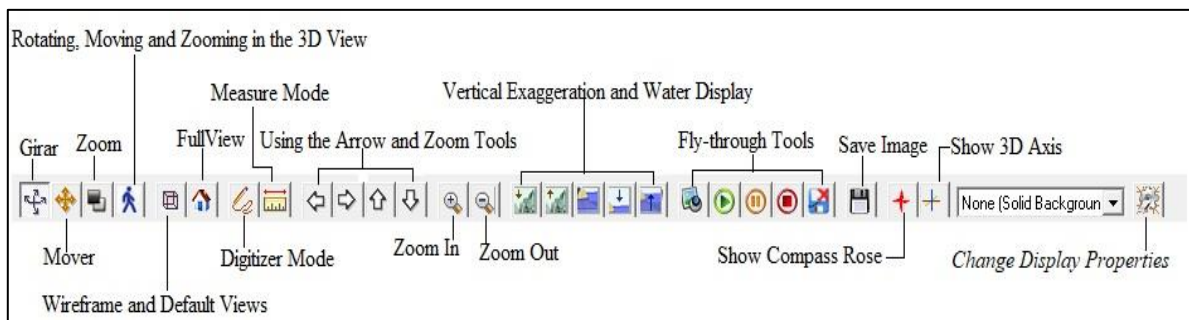 Rotating, Moving and Zooming in the 3D View
Vertical Exaggeration and Water Display
Measure Mode
Zoom
FullView
Using the Arrow and Zoom Tools
Fly-through Tools
Save Image
Show 3D Axis
Girar
None (Solid Backgroun
Mover
Digitizer Mode
Zoom In
Zoom Out
Show Compass Rose
Change Display Properties
Wireframe and Default Views